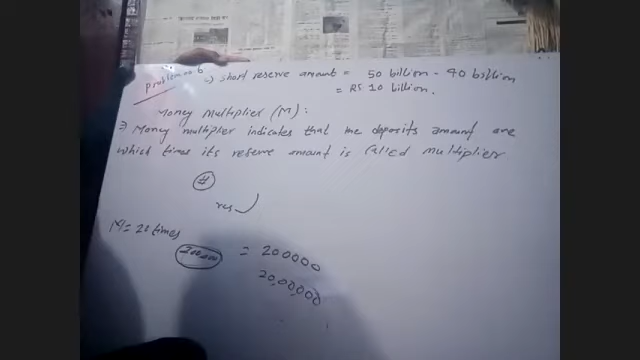 Problem no 6 => short reserve amount = 50 billion - 40 billion
= RS 10 billion.
Money Multiplier (M):
=> Money multiplier indicates that the deposits amount are
which times its reserve amount is called multiplier
res
M = 20 times
= 200000
20,00,000